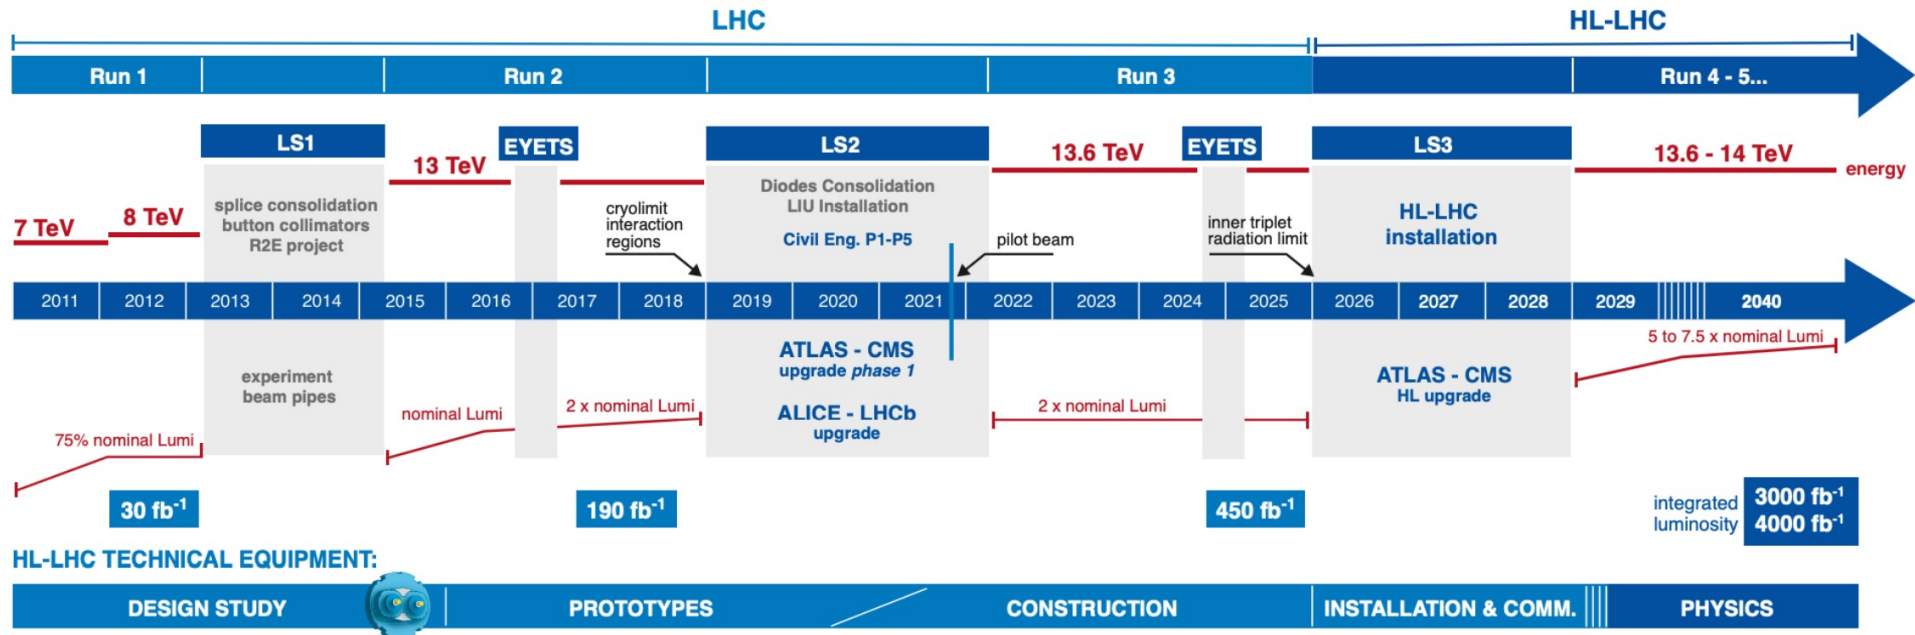 LHC
HL-LHC
Run 1
Run 2
Run 3
Run 4 - 5...
LS1
EYETS
LS2
EYETS
LS3
7 TeV
8 TeV
13 TeV
13.6 TeV
13.6 - 14 TeV
energy
splice consolidation
button collimators
R2E project
cryolimit
interaction
regions
Diodes Consolidation
LIU Installation
Civil Eng. P1-P5
pilot beam
inner triplet
radiation limit
HL-LHC
installation
2011
2012
2013
2014
2015
2016
2017
2018
2019
2020
2021
2022
2023
2024
2025
2026
2027
2028
2029
2040
75% nominal Lumi
experiment
beam pipes
nominal Lumi
2 x nominal Lumi
ATLAS - CMS
upgrade phase 1
ALICE - LHCb
upgrade
2 x nominal Lumi
ATLAS - CMS
HL upgrade
5 to 7.5 x nominal Lumi
30 fb⁻¹
190 fb⁻¹
450 fb⁻¹
integrated
luminosity
3000 fb⁻¹
4000 fb⁻¹
HL-LHC TECHNICAL EQUIPMENT:
DESIGN STUDY
PROTOTYPES
CONSTRUCTION
INSTALLATION & COMM.
PHYSICS